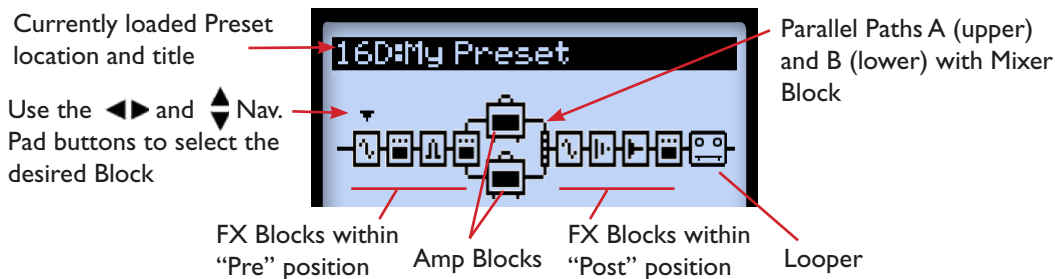 Currently loaded Preset
location and title
16D:My Preset
Parallel Paths A (upper)
and B (lower) with Mixer
Block
Use the ◀▶ and ▲▼ Nav.
Pad buttons to select the
desired Block
FX Blocks within
“Pre” position
Amp Blocks
FX Blocks within
“Post” position
Looper